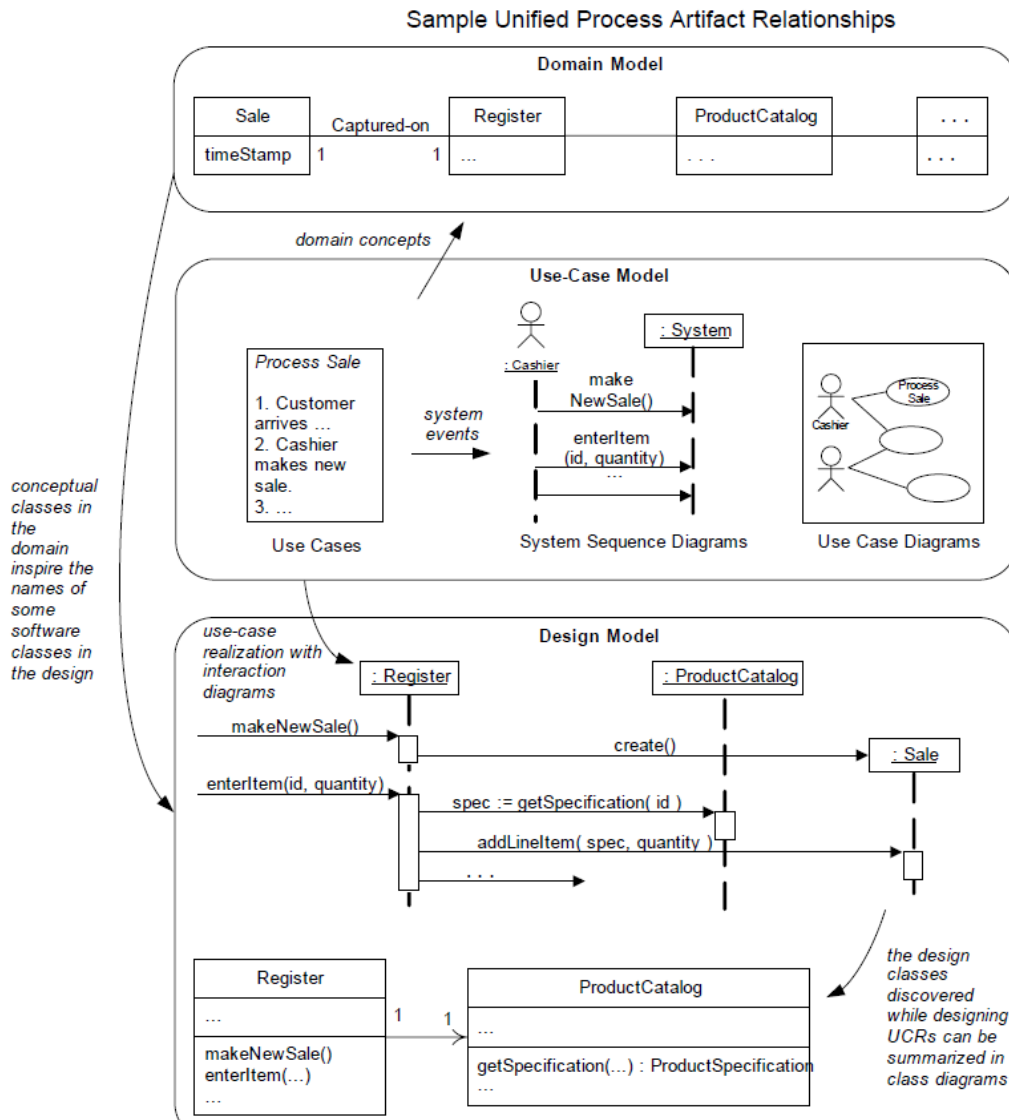 Sample Unified Process Artifact Relationships
Domain Model
Sale
Captured-on
Register
ProductCatalog
. . .
timeStamp
1
1
...
. . .
. . .
domain concepts
Use-Case Model
Process Sale
1. Customer
arrives ...
2. Cashier
makes new
sale.
3. ...
Use Cases
system
events
: Cashier
: System
make
NewSale()
enterItem
(id, quantity)
...
System Sequence Diagrams
Process
Sale
Cashier
Use Case Diagrams
conceptual
classes in
the
domain
inspire the
names of
some
software
classes in
the design
Design Model
use-case
realization with
interaction
diagrams
: Register
: ProductCatalog
makeNewSale()
create()
: Sale
enterItem(id, quantity)
spec := getSpecification( id )
addLineItem( spec, quantity )
. . .
Register
...
makeNewSale()
enterItem(...)
...
1
1
ProductCatalog
...
getSpecification(...) : ProductSpecification
...
the design
classes
discovered
while designing
UCRs can be
summarized in
class diagrams